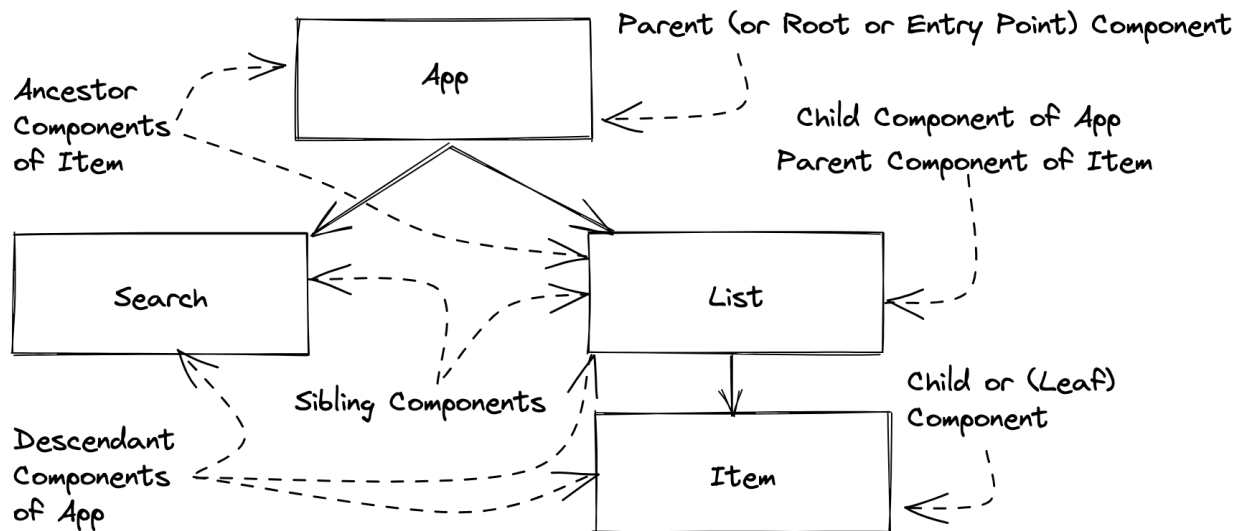 Parent (or Root or Entry Point) Component
App
Ancestor
Components
of Item
Child Component of App
Parent Component of Item
Search
List
Sibling Components
Child or (Leaf)
Component
Descendant
Components
of App
Item